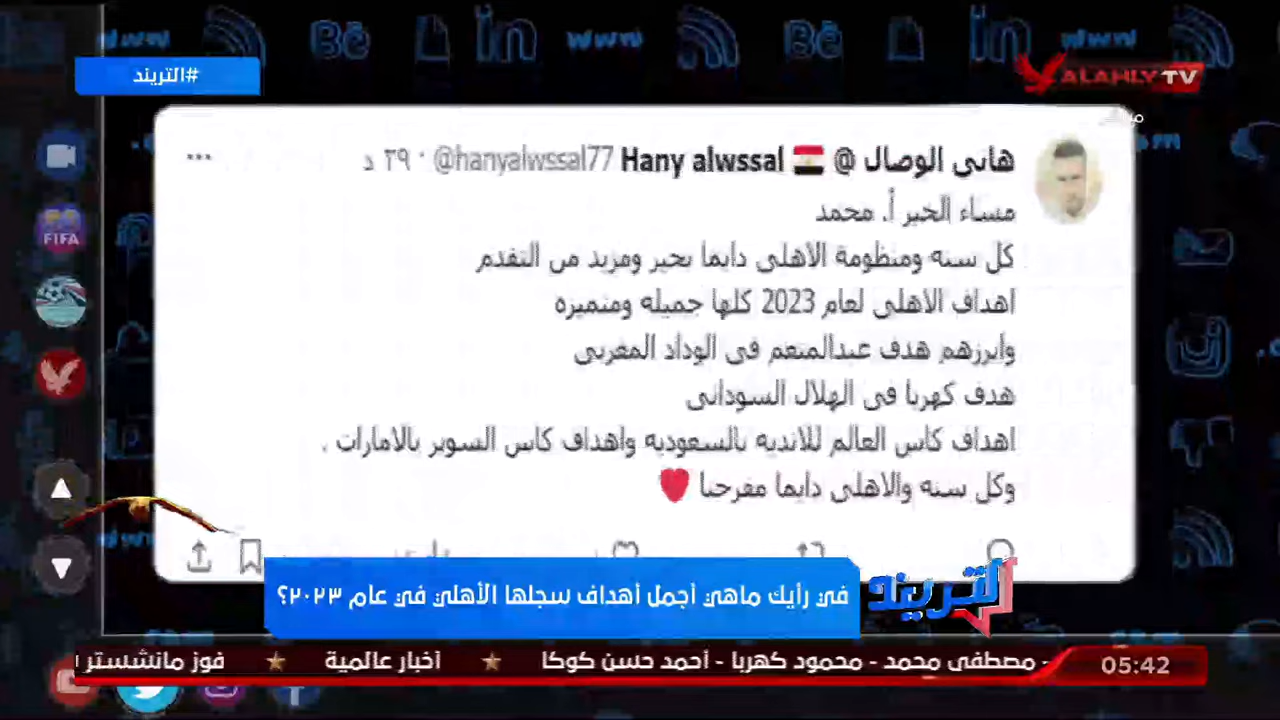 #التريند
ALAHLY TV
هانى الوصال @ Hany alwssal @hanyalwssal77 · ٣٩ د
مساء الخير أ. محمد
كل سنه ومنظومة الاهلى دايما بخير ومزيد من التقدم
اهداف الاهلى لعام 2023 كلها جميله ومتميزه
وابرزهم هدف عبدالمنعم فى الوداد المغربى
هدف كهربا فى الهلال السودانى
اهداف كاس العالم للانديه بالسعوديه واهداف كاس السوبر بالامارات .
وكل سنه والاهلى دايما مفرحنا
FIFA
التريند
في رأيك ماهي أجمل أهداف سجلها الأهلي في عام ٢٠٢٣؟
05:42
- مصطفى محمد - محمود كهربا - أحمد حسن كوكا ★ أخبار عالمية ★ فوز مانشستر